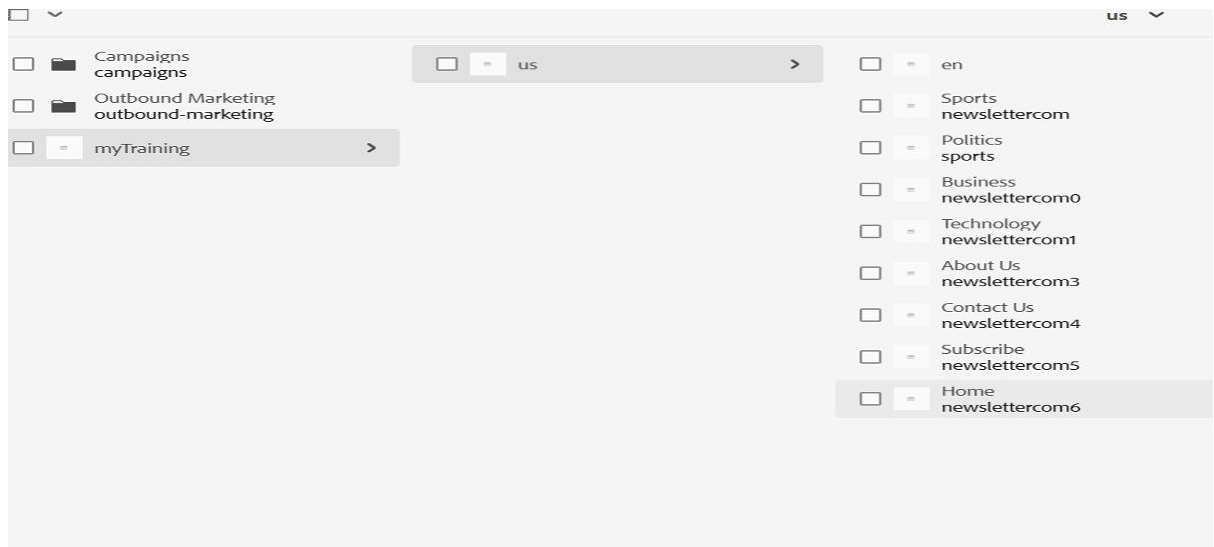 us
Campaigns
campaigns
Outbound Marketing
outbound-marketing
myTraining
us
en
Sports
newslettercom
Politics
sports
Business
newslettercom0
Technology
newslettercom1
About Us
newslettercom3
Contact Us
newslettercom4
Subscribe
newslettercom5
Home
newslettercom6